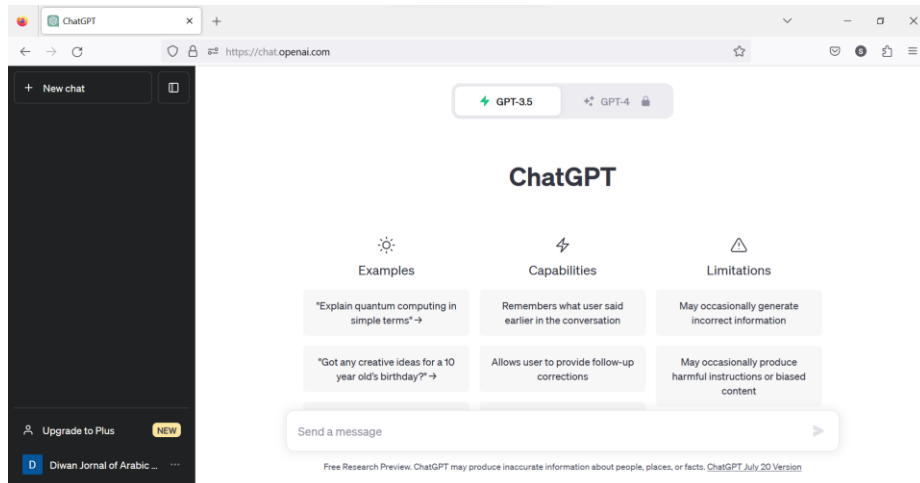 ChatGPT
https://chat.openai.com
S
+ New chat
GPT-3.5
GPT-4
ChatGPT
Examples
Capabilities
Limitations
"Explain quantum computing in
simple terms" →
Remembers what user said
earlier in the conversation
May occasionally generate
incorrect information
"Got any creative ideas for a 10
year old's birthday?" →
Allows user to provide follow-up
corrections
May occasionally produce
harmful instructions or biased
content
Upgrade to Plus
NEW
Send a message
D
Diwan Jornal of Arabic ...
Free Research Preview. ChatGPT may produce inaccurate information about people, places, or facts. ChatGPT July 20 Version